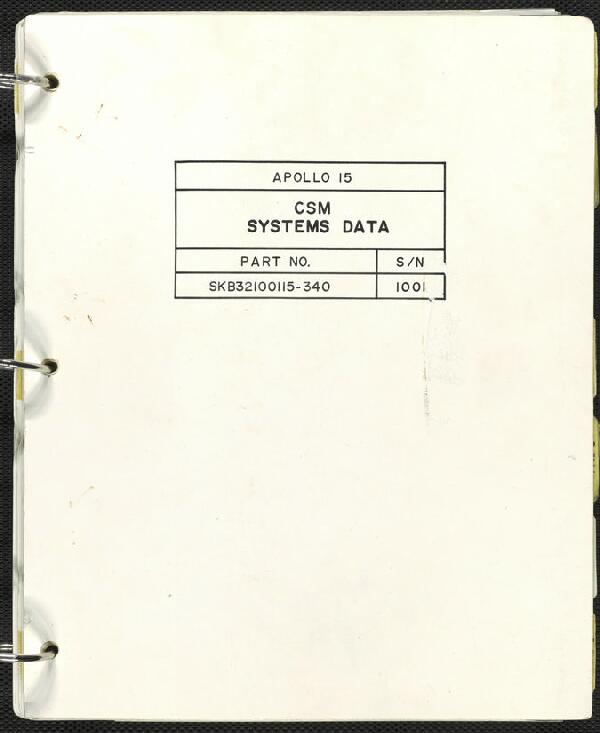 APOLLO 15
CSM
SYSTEMS DATA
PART NO. S/N
SKB32100115-340 1001